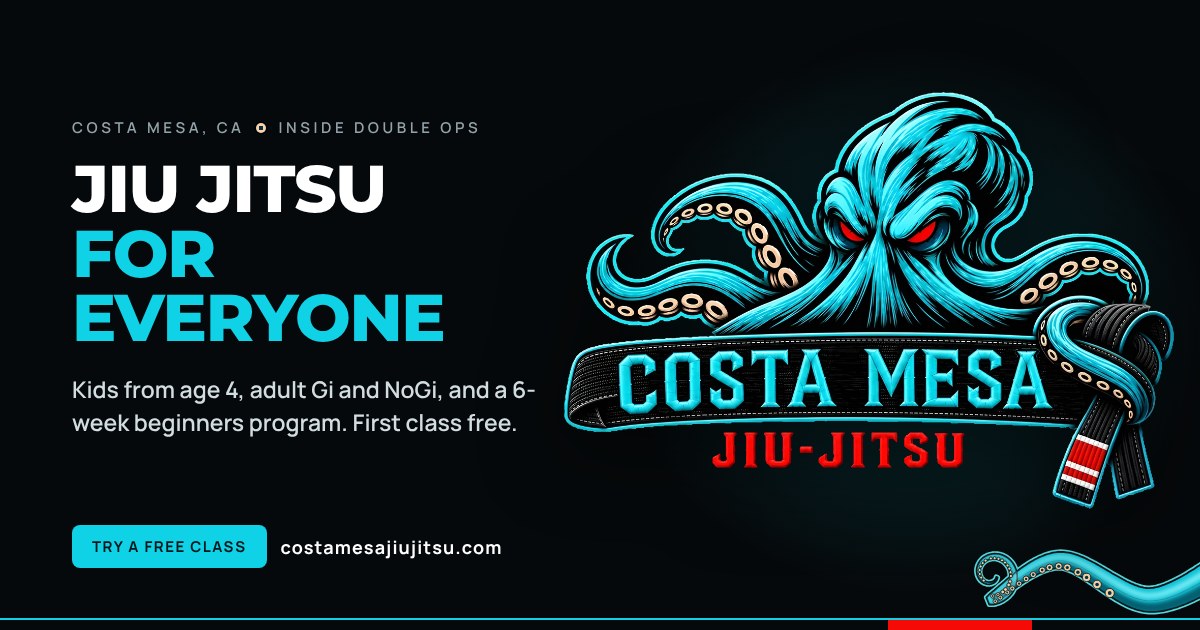 COSTA MESA, CA INSIDE DOUBLE OPS
JIU JITSU
FOR
EVERYONE
Kids from age 4, adult Gi and NoGi, and a 6-
week beginners program. First class free.
TRY A FREE CLASS
costamesajiujitsu.com
COSTA MESA
JIU-JITSU